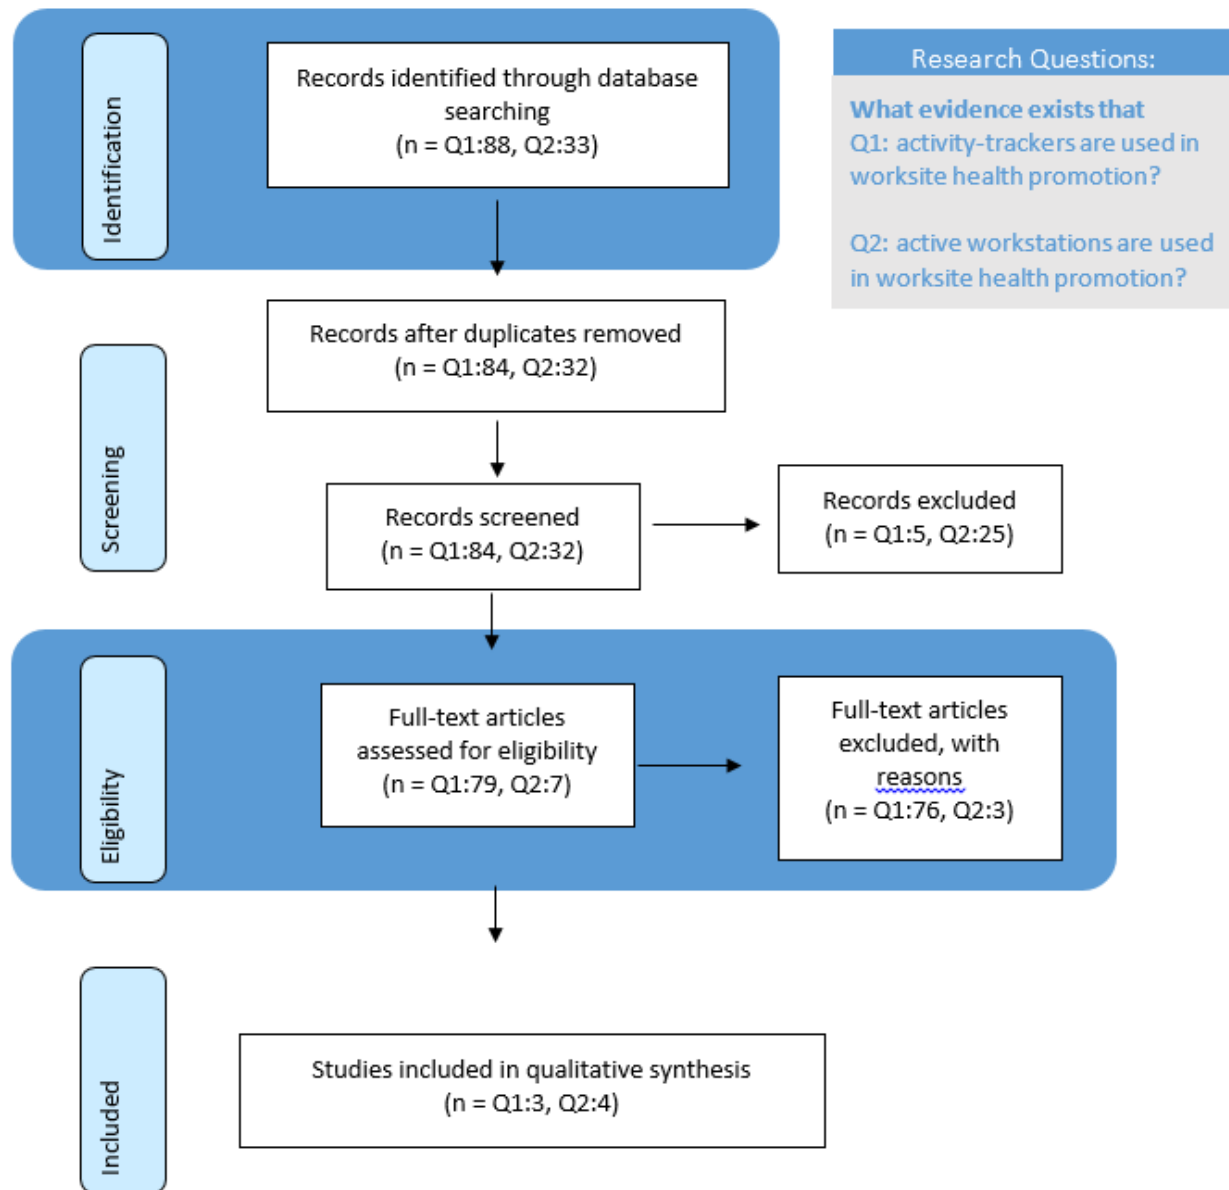 Identification
Records identified through database
searching
(n = Q1:88, Q2:33)
Research Questions:
What evidence exists that
Q1: activity-trackers are used in
worksite health promotion?
Q2: active workstations are used
in worksite health promotion?
Screening
Records after duplicates removed
(n = Q1:84, Q2:32)
Records screened
(n = Q1:84, Q2:32)
Records excluded
(n = Q1:5, Q2:25)
Eligibility
Full-text articles
assessed for eligibility
(n = Q1:79, Q2:7)
Full-text articles
excluded, with
reasons
(n = Q1:76, Q2:3)
Included
Studies included in qualitative synthesis
(n = Q1:3, Q2:4)